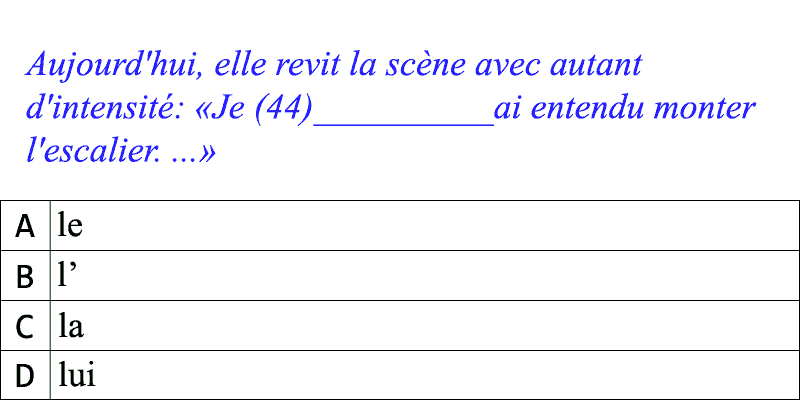 Aujourd'hui, elle revit la scène avec autant
d'intensité: «Je (44)__________ai entendu monter
l'escalier. ...»
A le
B l’
C la
D lui